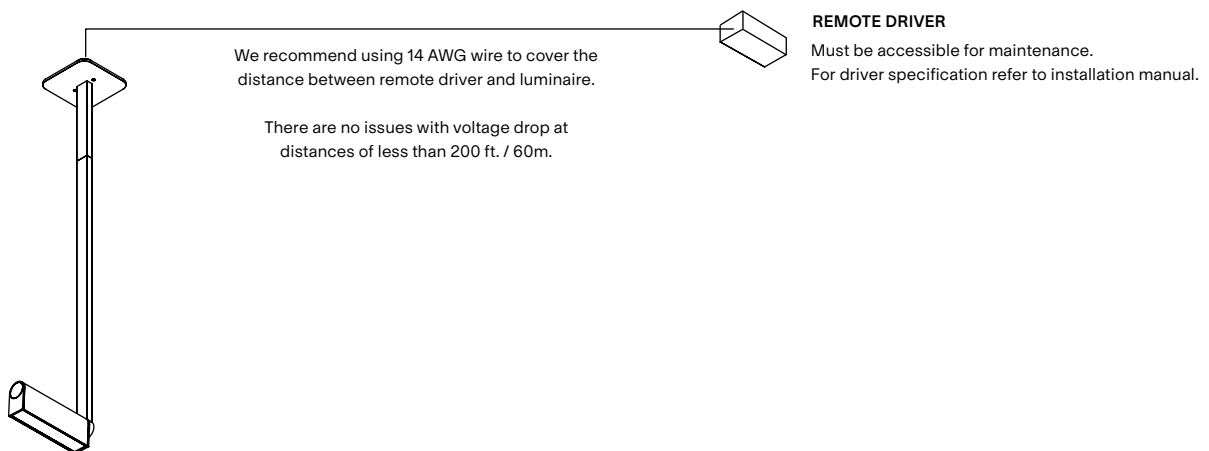 REMOTE DRIVER
We recommend using 14 AWG wire to cover the
distance between remote driver and luminaire.
There are no issues with voltage drop at
distances of less than 200 ft. / 60m.
Must be accessible for maintenance.
For driver specification refer to installation manual.